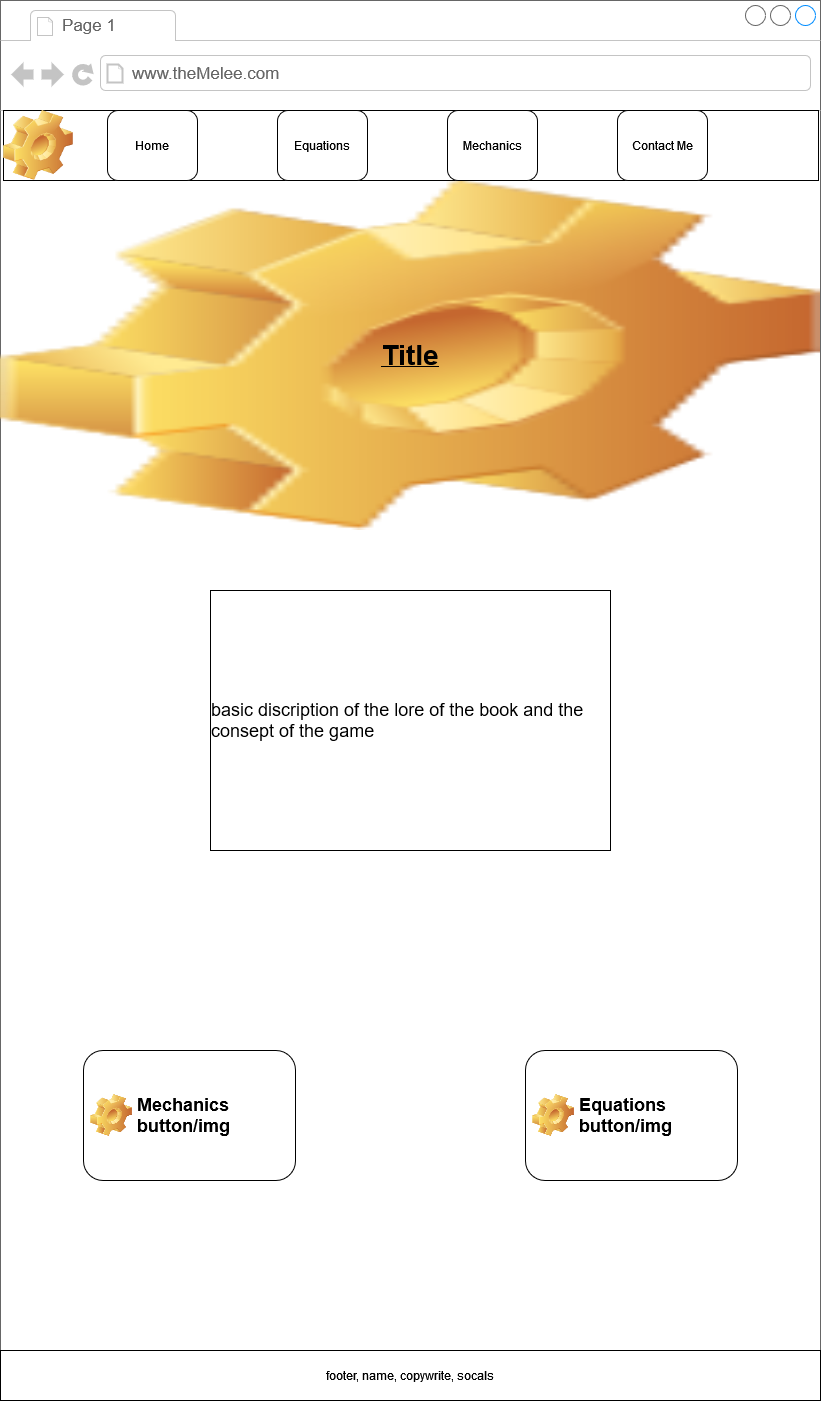 Page 1
www.theMelee.com
Home
Equations
Mechanics
Contact Me
Title
basic discription of the lore of the book and the
consept of the game
Mechanics
button/img
Equations
button/img
footer, name, copywrite, socals